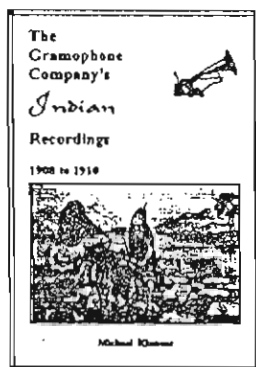 The
Gramophone
Company's
Indian
Recordings
1908 to 1910
Michael Kinnear